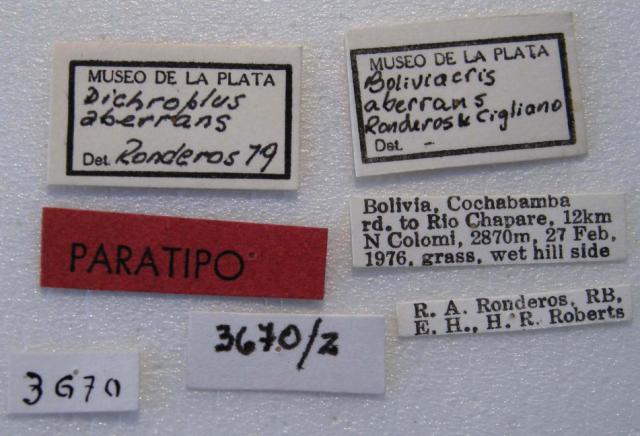 MUSEO DE LA PLATA
Dichroplus
aberrans
Det. Ronderos 79
MUSEO DE LA PLATA
Boliviacris
aberrans
Ronderos & Cigliano
Det. -
PARATIPO
Bolivia, Cochabamba
rd. to Rio Chapare, 12km
N Colomi, 2870m, 27 Feb,
1976, grass, wet hill side
R. A. Ronderos, RB,
E. H., H. R. Roberts
3670/2
3670